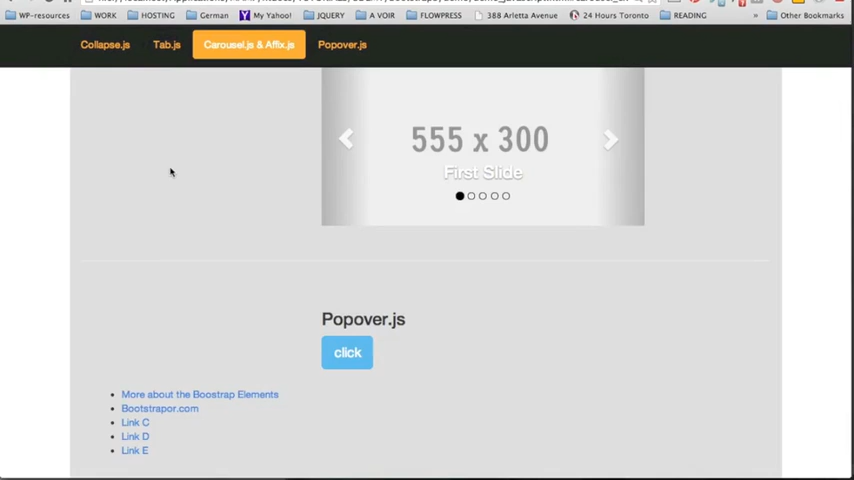 WP-resources WORK HOSTING German My Yahoo! JQUERY A VOIR FLOWPRESS 388 Arletta Avenue 24 Hours Toronto READING » Other Bookmarks
Collapse.js Tab.js Carousel.js & Affix.js Popover.js
555 x 300
First Slide
Popover.js
click
More about the Boostrap Elements
Bootstrapor.com
Link C
Link D
Link E